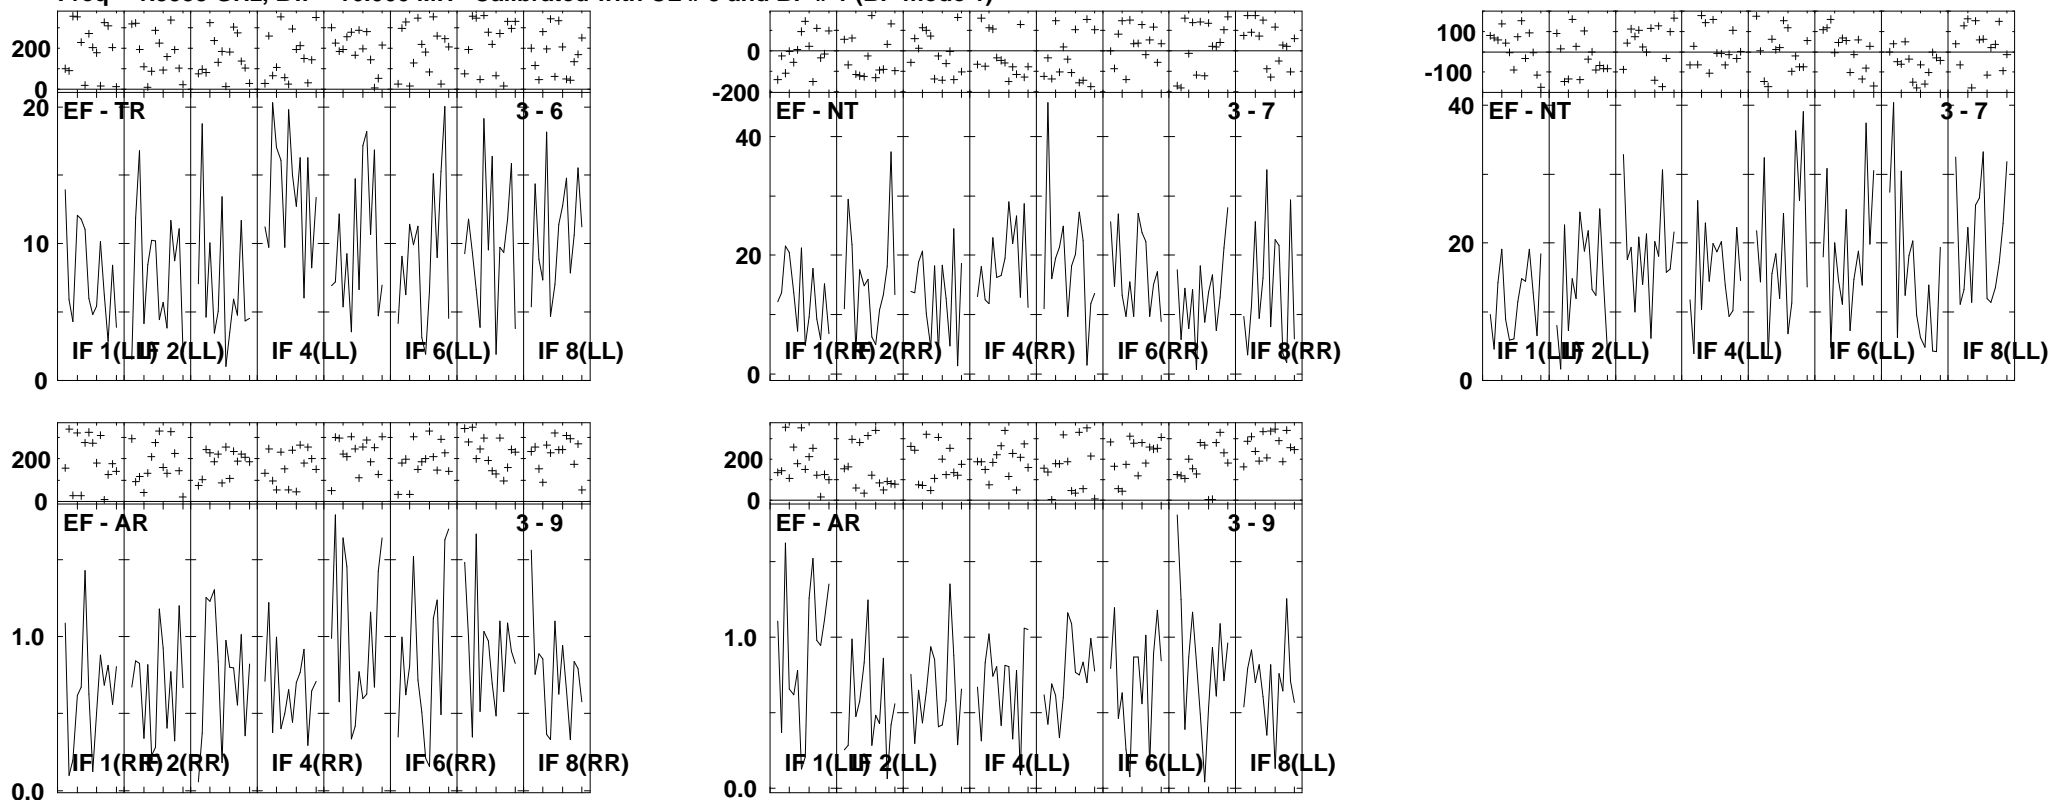 200
0
20
EF - TR
3 - 6
10
IF 1(LL)
IF 2(LL)
IF 4(LL)
IF 6(LL)
IF 8(LL)
0
0
-200
EF - NT
3 - 7
40
20
IF 1(RR)
IF 2(RR)
IF 4(RR)
IF 6(RR)
IF 8(RR)
0
100
-100
40
EF - NT
3 - 7
20
IF 1(LL)
IF 2(LL)
IF 4(LL)
IF 6(LL)
IF 8(LL)
0
200
0
EF - AR
3 - 9
1.0
IF 1(RR)
IF 2(RR)
IF 4(RR)
IF 6(RR)
IF 8(RR)
0.0
200
0
EF - AR
3 - 9
1.0
IF 1(LL)
IF 2(LL)
IF 4(LL)
IF 6(LL)
IF 8(LL)
0.0